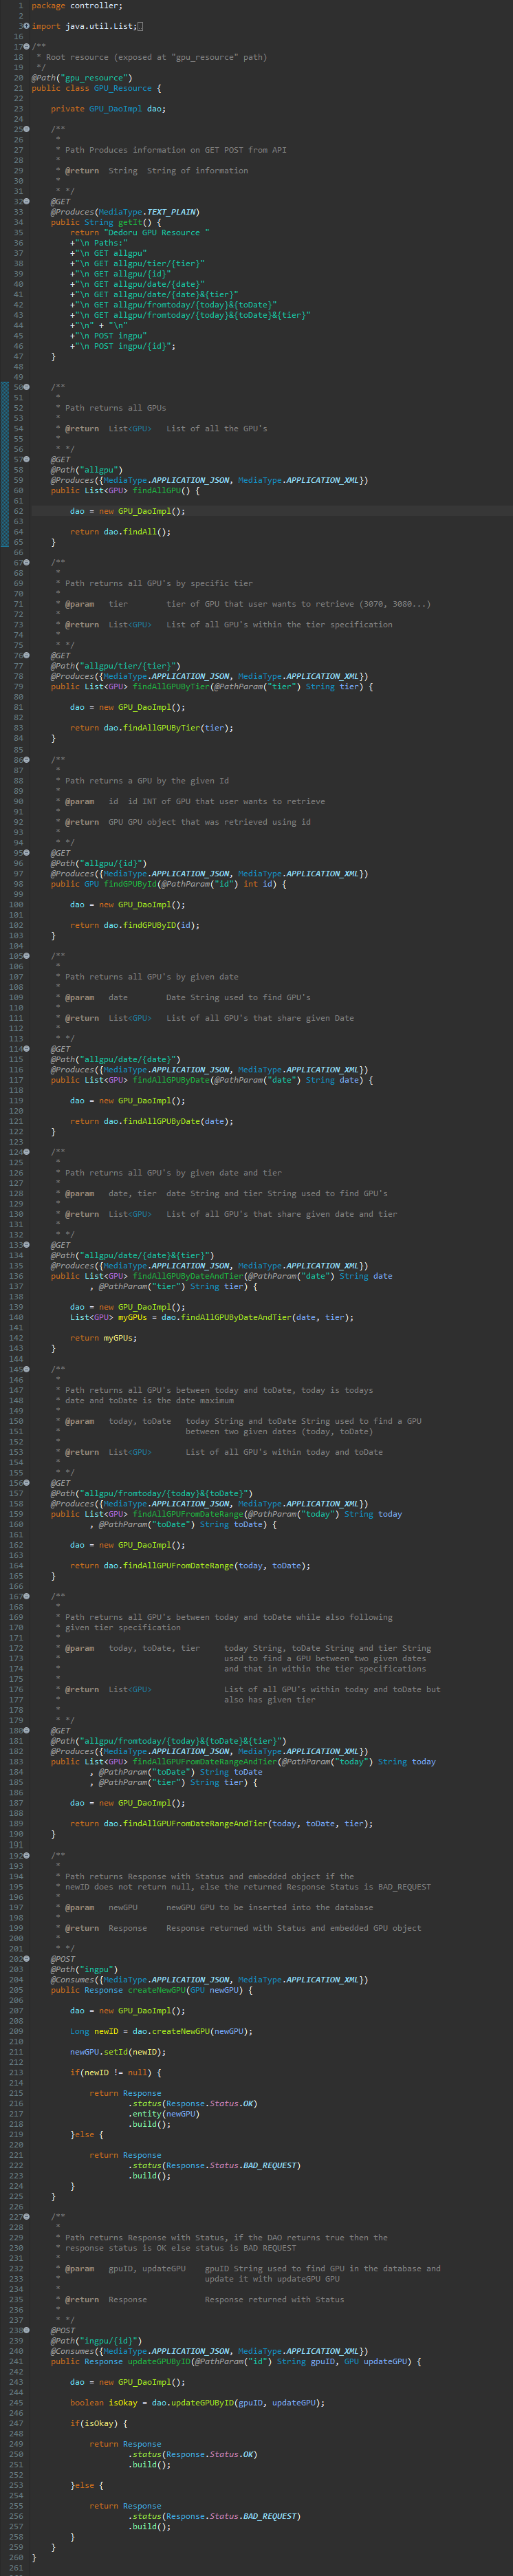 1 package controller;
2
3 import java.util.List;
16
17 /**
18  * Root resource (exposed at "gpu_resource" path)
19  */
20 @Path("gpu_resource")
21 public class GPU_Resource {
22
23     private GPU_DaoImpl dao;
24
25     /**
26      *
27      * Path Produces information on GET POST from API
28      *
29      * @return  String  String of information
30      *
31      * */
32     @GET
33     @Produces(MediaType.TEXT_PLAIN)
34     public String getIt() {
35         return "Dedoru GPU Resource "
36         +"\n Paths:"
37         +"\n GET allgpu"
38         +"\n GET allgpu/tier/{tier}"
39         +"\n GET allgpu/{id}"
40         +"\n GET allgpu/date/{date}"
41         +"\n GET allgpu/date/{date}&{tier}"
42         +"\n GET allgpu/fromtoday/{today}&{toDate}"
43         +"\n GET allgpu/fromtoday/{today}&{toDate}&{tier}"
44         +"\n" + "\n"
45         +"\n POST ingpu"
46         +"\n POST ingpu/{id}";
47     }
48
49
50     /**
51      *
52      * Path returns all GPUs
53      *
54      * @return  List<GPU>   List of all the GPU's
55      *
56      * */
57     @GET
58     @Path("allgpu")
59     @Produces({MediaType.APPLICATION_JSON, MediaType.APPLICATION_XML})
60     public List<GPU> findAllGPU() {
61
62         dao = new GPU_DaoImpl();
63
64         return dao.findAll();
65     }
66
67     /**
68      *
69      * Path returns all GPU's by specific tier
70      *
71      * @param   tier        tier of GPU that user wants to retrieve (3070, 3080...)
72      *
73      * @return  List<GPU>   List of all GPU's within the tier specification
74      *
75      * */
76     @GET
77     @Path("allgpu/tier/{tier}")
78     @Produces({MediaType.APPLICATION_JSON, MediaType.APPLICATION_XML})
79     public List<GPU> findAllGPUByTier(@PathParam("tier") String tier) {
80
81         dao = new GPU_DaoImpl();
82
83         return dao.findAllGPUByTier(tier);
84     }
85
86     /**
87      *
88      * Path returns a GPU by the given Id
89      *
90      * @param   id  id INT of GPU that user wants to retrieve
91      *
92      * @return  GPU GPU object that was retrieved using id
93      *
94      * */
95     @GET
96     @Path("allgpu/{id}")
97     @Produces({MediaType.APPLICATION_JSON, MediaType.APPLICATION_XML})
98     public GPU findGPUById(@PathParam("id") int id) {
99
100         dao = new GPU_DaoImpl();
101
102         return dao.findGPUByID(id);
103     }
104
105     /**
106      *
107      * Path returns all GPU's by given date
108      *
109      * @param   date        Date String used to find GPU's
110      *
111      * @return  List<GPU>   List of all GPU's that share given Date
112      *
113      * */
114     @GET
115     @Path("allgpu/date/{date}")
116     @Produces({MediaType.APPLICATION_JSON, MediaType.APPLICATION_XML})
117     public List<GPU> findAllGPUByDate(@PathParam("date") String date) {
118
119         dao = new GPU_DaoImpl();
120
121         return dao.findAllGPUByDate(date);
122     }
123
124     /**
125      *
126      * Path returns all GPU's by given date and tier
127      *
128      * @param   date, tier  date String and tier String used to find GPU's
129      *
130      * @return  List<GPU>   List of all GPU's that share given date and tier
131      *
132      * */
133     @GET
134     @Path("allgpu/date/{date}&{tier}")
135     @Produces({MediaType.APPLICATION_JSON, MediaType.APPLICATION_XML})
136     public List<GPU> findAllGPUByDateAndTier(@PathParam("date") String date
137             , @PathParam("tier") String tier) {
138
139         dao = new GPU_DaoImpl();
140         List<GPU> myGPUs = dao.findAllGPUByDateAndTier(date, tier);
141
142         return myGPUs;
143     }
144
145     /**
146      *
147      * Path returns all GPU's between today and toDate, today is todays
148      * date and toDate is the date maximum
149      *
150      * @param   today, toDate   today String and toDate String used to find a GPU
151      *                          between two given dates (today, toDate)
152      *
153      * @return  List<GPU>       List of all GPU's within today and toDate
154      *
155      * */
156     @GET
157     @Path("allgpu/fromtoday/{today}&{toDate}")
158     @Produces({MediaType.APPLICATION_JSON, MediaType.APPLICATION_XML})
159     public List<GPU> findAllGPUFromDateRange(@PathParam("today") String today
160             , @PathParam("toDate") String toDate) {
161
162         dao = new GPU_DaoImpl();
163
164         return dao.findAllGPUFromDateRange(today, toDate);
165     }
166
167     /**
168      *
169      * Path returns all GPU's between today and toDate while also following
170      * given tier specification
171      *
172      * @param   today, toDate, tier     today String, toDate String and tier String
173      *                                  used to find a GPU between two given dates
174      *                                  and that in within the tier specifications
175      *
176      * @return  List<GPU>               List of all GPU's within today and toDate but
177      *                                  also has given tier
178      *
179      * */
180     @GET
181     @Path("allgpu/fromtoday/{today}&{toDate}&{tier}")
182     @Produces({MediaType.APPLICATION_JSON, MediaType.APPLICATION_XML})
183     public List<GPU> findAllGPUFromDateRangeAndTier(@PathParam("today") String today
184             , @PathParam("toDate") String toDate
185             , @PathParam("tier") String tier) {
186
187         dao = new GPU_DaoImpl();
188
189         return dao.findAllGPUFromDateRangeAndTier(today, toDate, tier);
190     }
191
192     /**
193      *
194      * Path returns Response with Status and embedded object if the
195      * newID does not return null, else the returned Response Status is BAD_REQUEST
196      *
197      * @param   newGPU      newGPU GPU to be inserted into the database
198      *
199      * @return  Response    Response returned with Status and embedded GPU object
200      *
201      * */
202     @POST
203     @Path("ingpu")
204     @Consumes({MediaType.APPLICATION_JSON, MediaType.APPLICATION_XML})
205     public Response createNewGPU(GPU newGPU) {
206
207         dao = new GPU_DaoImpl();
208
209         Long newID = dao.createNewGPU(newGPU);
210
211         newGPU.setId(newID);
212
213         if(newID != null) {
214
215             return Response
216                     .status(Response.Status.OK)
217                     .entity(newGPU)
218                     .build();
219         }else {
220
221             return Response
222                     .status(Response.Status.BAD_REQUEST)
223                     .build();
224         }
225     }
226
227     /**
228      *
229      * Path returns Response with Status, if the DAO returns true then the
230      * response status is OK else status is BAD REQUEST
231      *
232      * @param   gpuID, updateGPU    gpuID String used to find GPU in the database and
233      *                              update it with updateGPU GPU
234      *
235      * @return  Response            Response returned with Status
236      *
237      * */
238     @POST
239     @Path("ingpu/{id}")
240     @Consumes({MediaType.APPLICATION_JSON, MediaType.APPLICATION_XML})
241     public Response updateGPUByID(@PathParam("id") String gpuID, GPU updateGPU) {
242
243         dao = new GPU_DaoImpl();
244
245         boolean isOkay = dao.updateGPUByID(gpuID, updateGPU);
246
247         if(isOkay) {
248
249             return Response
250                     .status(Response.Status.OK)
251                     .build();
252
253         }else {
254
255             return Response
256                     .status(Response.Status.BAD_REQUEST)
257                     .build();
258         }
259     }
260 }
261